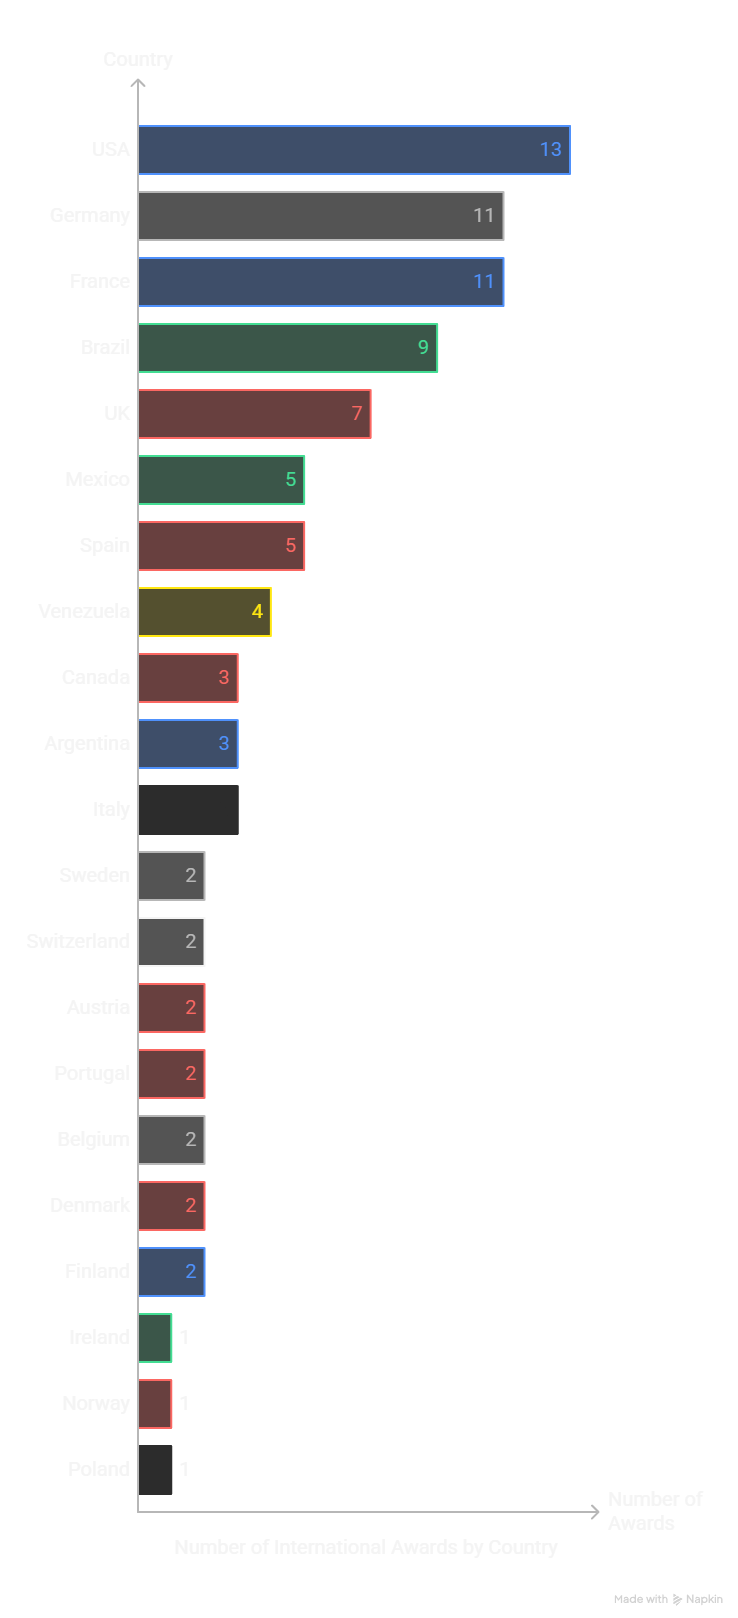 Country
USA 13
Germany 11
France 11
Brazil 9
UK 7
Mexico 5
Spain 5
Venezuela 4
Canada 3
Argentina 3
Italy
Sweden 2
Switzerland 2
Austria 2
Portugal 2
Belgium 2
Denmark 2
Finland 2
Ireland 1
Norway 1
Poland 1
Number of
Awards
Number of International Awards by Country
Made with Napkin